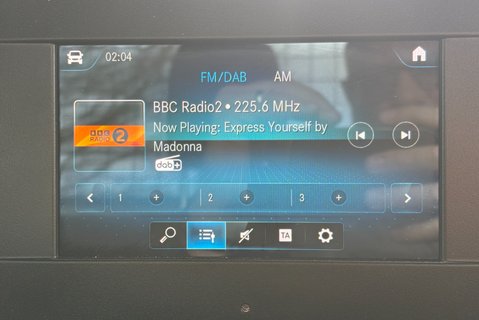 02:04
FM/DAB AM
BBC Radio2 • 225.6 MHz
BBC RADIO 2
Now Playing: Express Yourself by
Madonna
dab+
1 + 2 + 3 +
TA